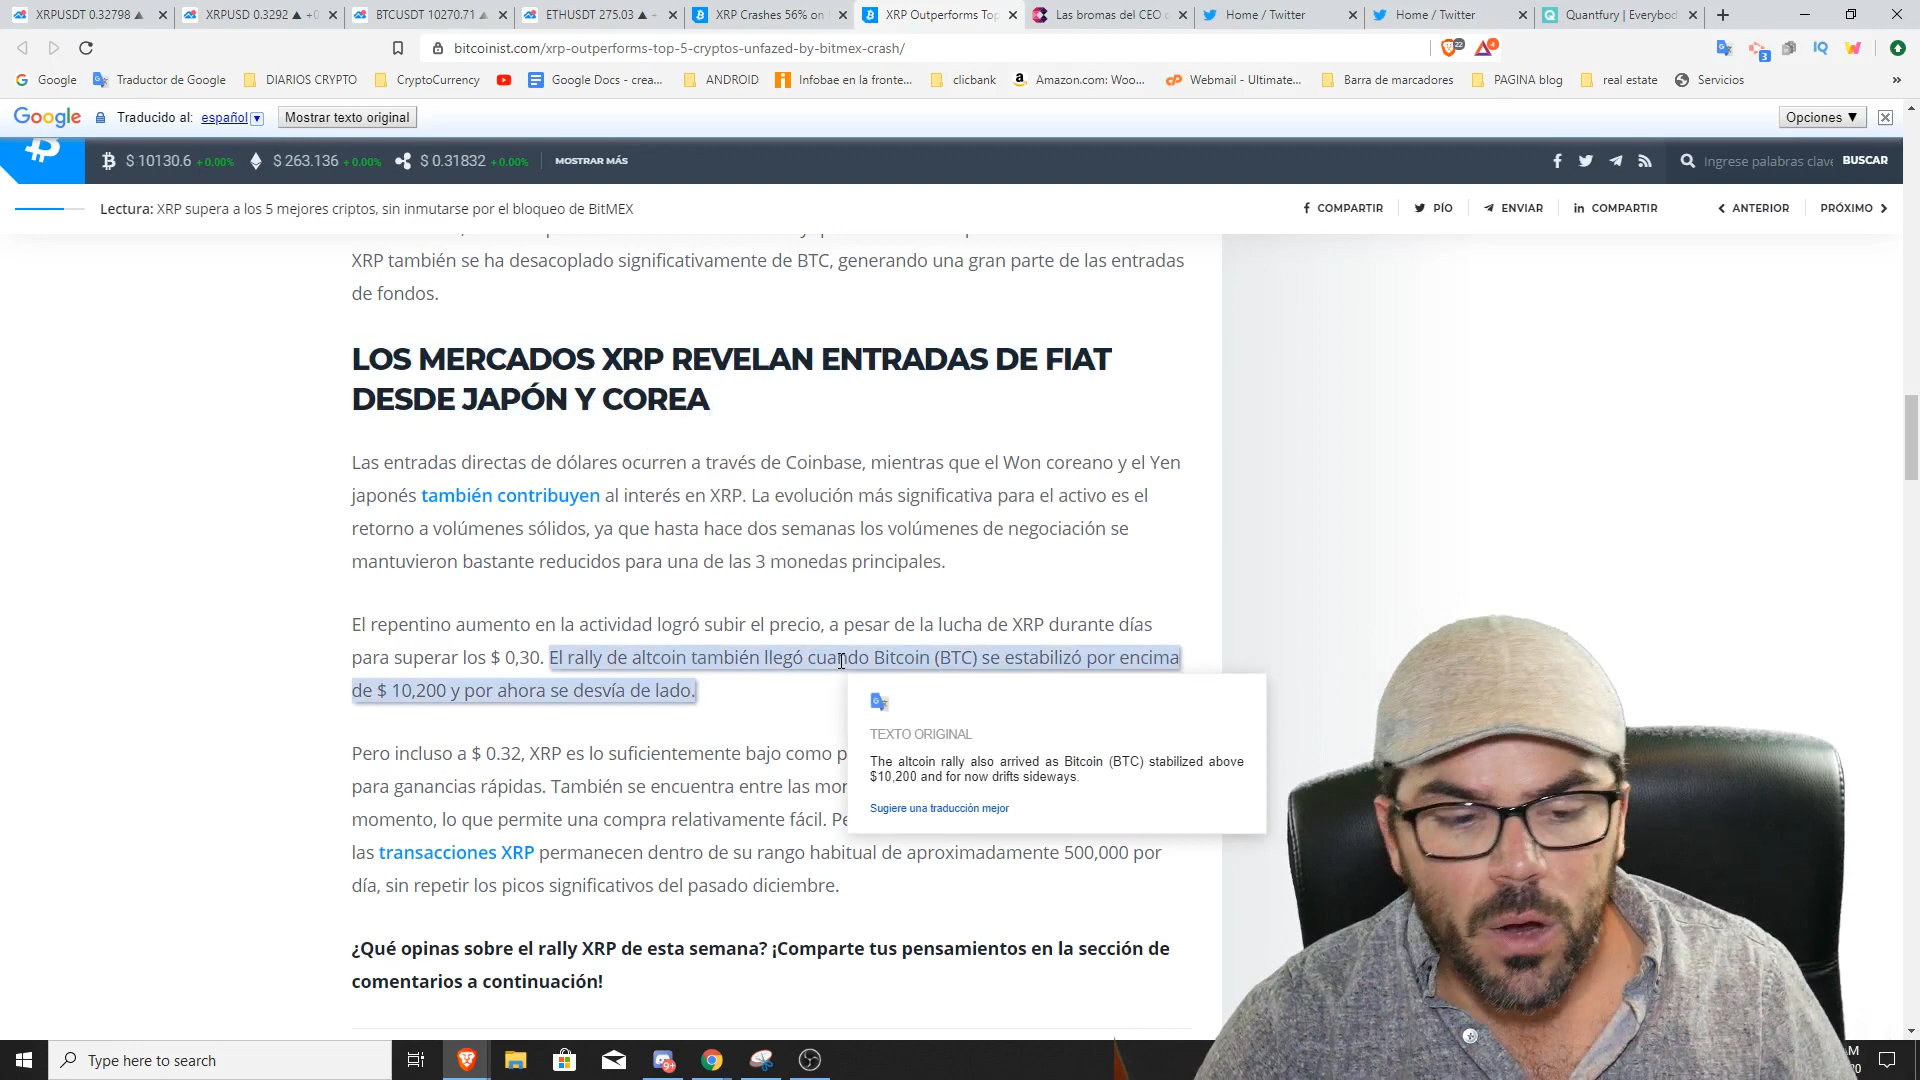 XRPUSDT 0.32798 ▲
XRPUSD 0.3292 ▲ +0
BTCUSDT 10270.71 ▲
ETHUSDT 275.03 ▲ +
XRP Crashes 56% on
XRP Outperforms Top
Las bromas del CEO
Home / Twitter
Home / Twitter
Quantfury | Everybod
bitcoinist.com/xrp-outperforms-top-5-cryptos-unfazed-by-bitmex-crash/
22
4
3
IQ
Google
Traductor de Google
DIARIOS CRYPTO
CryptoCurrency
Google Docs - crea...
ANDROID
Infobae en la fronte...
clicbank
Amazon.com: Woo...
Webmail - Ultimate...
Barra de marcadores
PAGINA blog
real estate
Servicios
»
Google
Traducido al: español
Mostrar texto original
Opciones ▼
$ 10130.6 +0.00%
$ 263.136 +0.00%
$ 0.31832 +0.00%
MOSTRAR MÁS
Ingrese palabras clave
BUSCAR
Lectura: XRP supera a los 5 mejores criptos, sin inmutarse por el bloqueo de BitMEX
COMPARTIR
PÍO
ENVIAR
COMPARTIR
ANTERIOR
PRÓXIMO
XRP también se ha desacoplado significativamente de BTC, generando una gran parte de las entradas
de fondos.
LOS MERCADOS XRP REVELAN ENTRADAS DE FIAT
DESDE JAPÓN Y COREA
Las entradas directas de dólares ocurren a través de Coinbase, mientras que el Won coreano y el Yen
japonés también contribuyen al interés en XRP. La evolución más significativa para el activo es el
retorno a volúmenes sólidos, ya que hasta hace dos semanas los volúmenes de negociación se
mantuvieron bastante reducidos para una de las 3 monedas principales.
El repentino aumento en la actividad logró subir el precio, a pesar de la lucha de XRP durante días
para superar los $ 0,30. El rally de altcoin también llegó cuando Bitcoin (BTC) se estabilizó por encima
de $ 10,200 y por ahora se desvía de lado.
TEXTO ORIGINAL
The altcoin rally also arrived as Bitcoin (BTC) stabilized above
$10,200 and for now drifts sideways.
Sugiere una traducción mejor
Pero incluso a $ 0.32, XRP es lo suficientemente bajo como
para ganancias rápidas. También se encuentra entre las
momento, lo que permite una compra relativamente fácil.
las transacciones XRP permanecen dentro de su rango habitual de aproximadamente 500,000 por
día, sin repetir los picos significativos del pasado diciembre.
¿Qué opinas sobre el rally XRP de esta semana? ¡Comparte tus pensamientos en la sección de
comentarios a continuación!
Type here to search